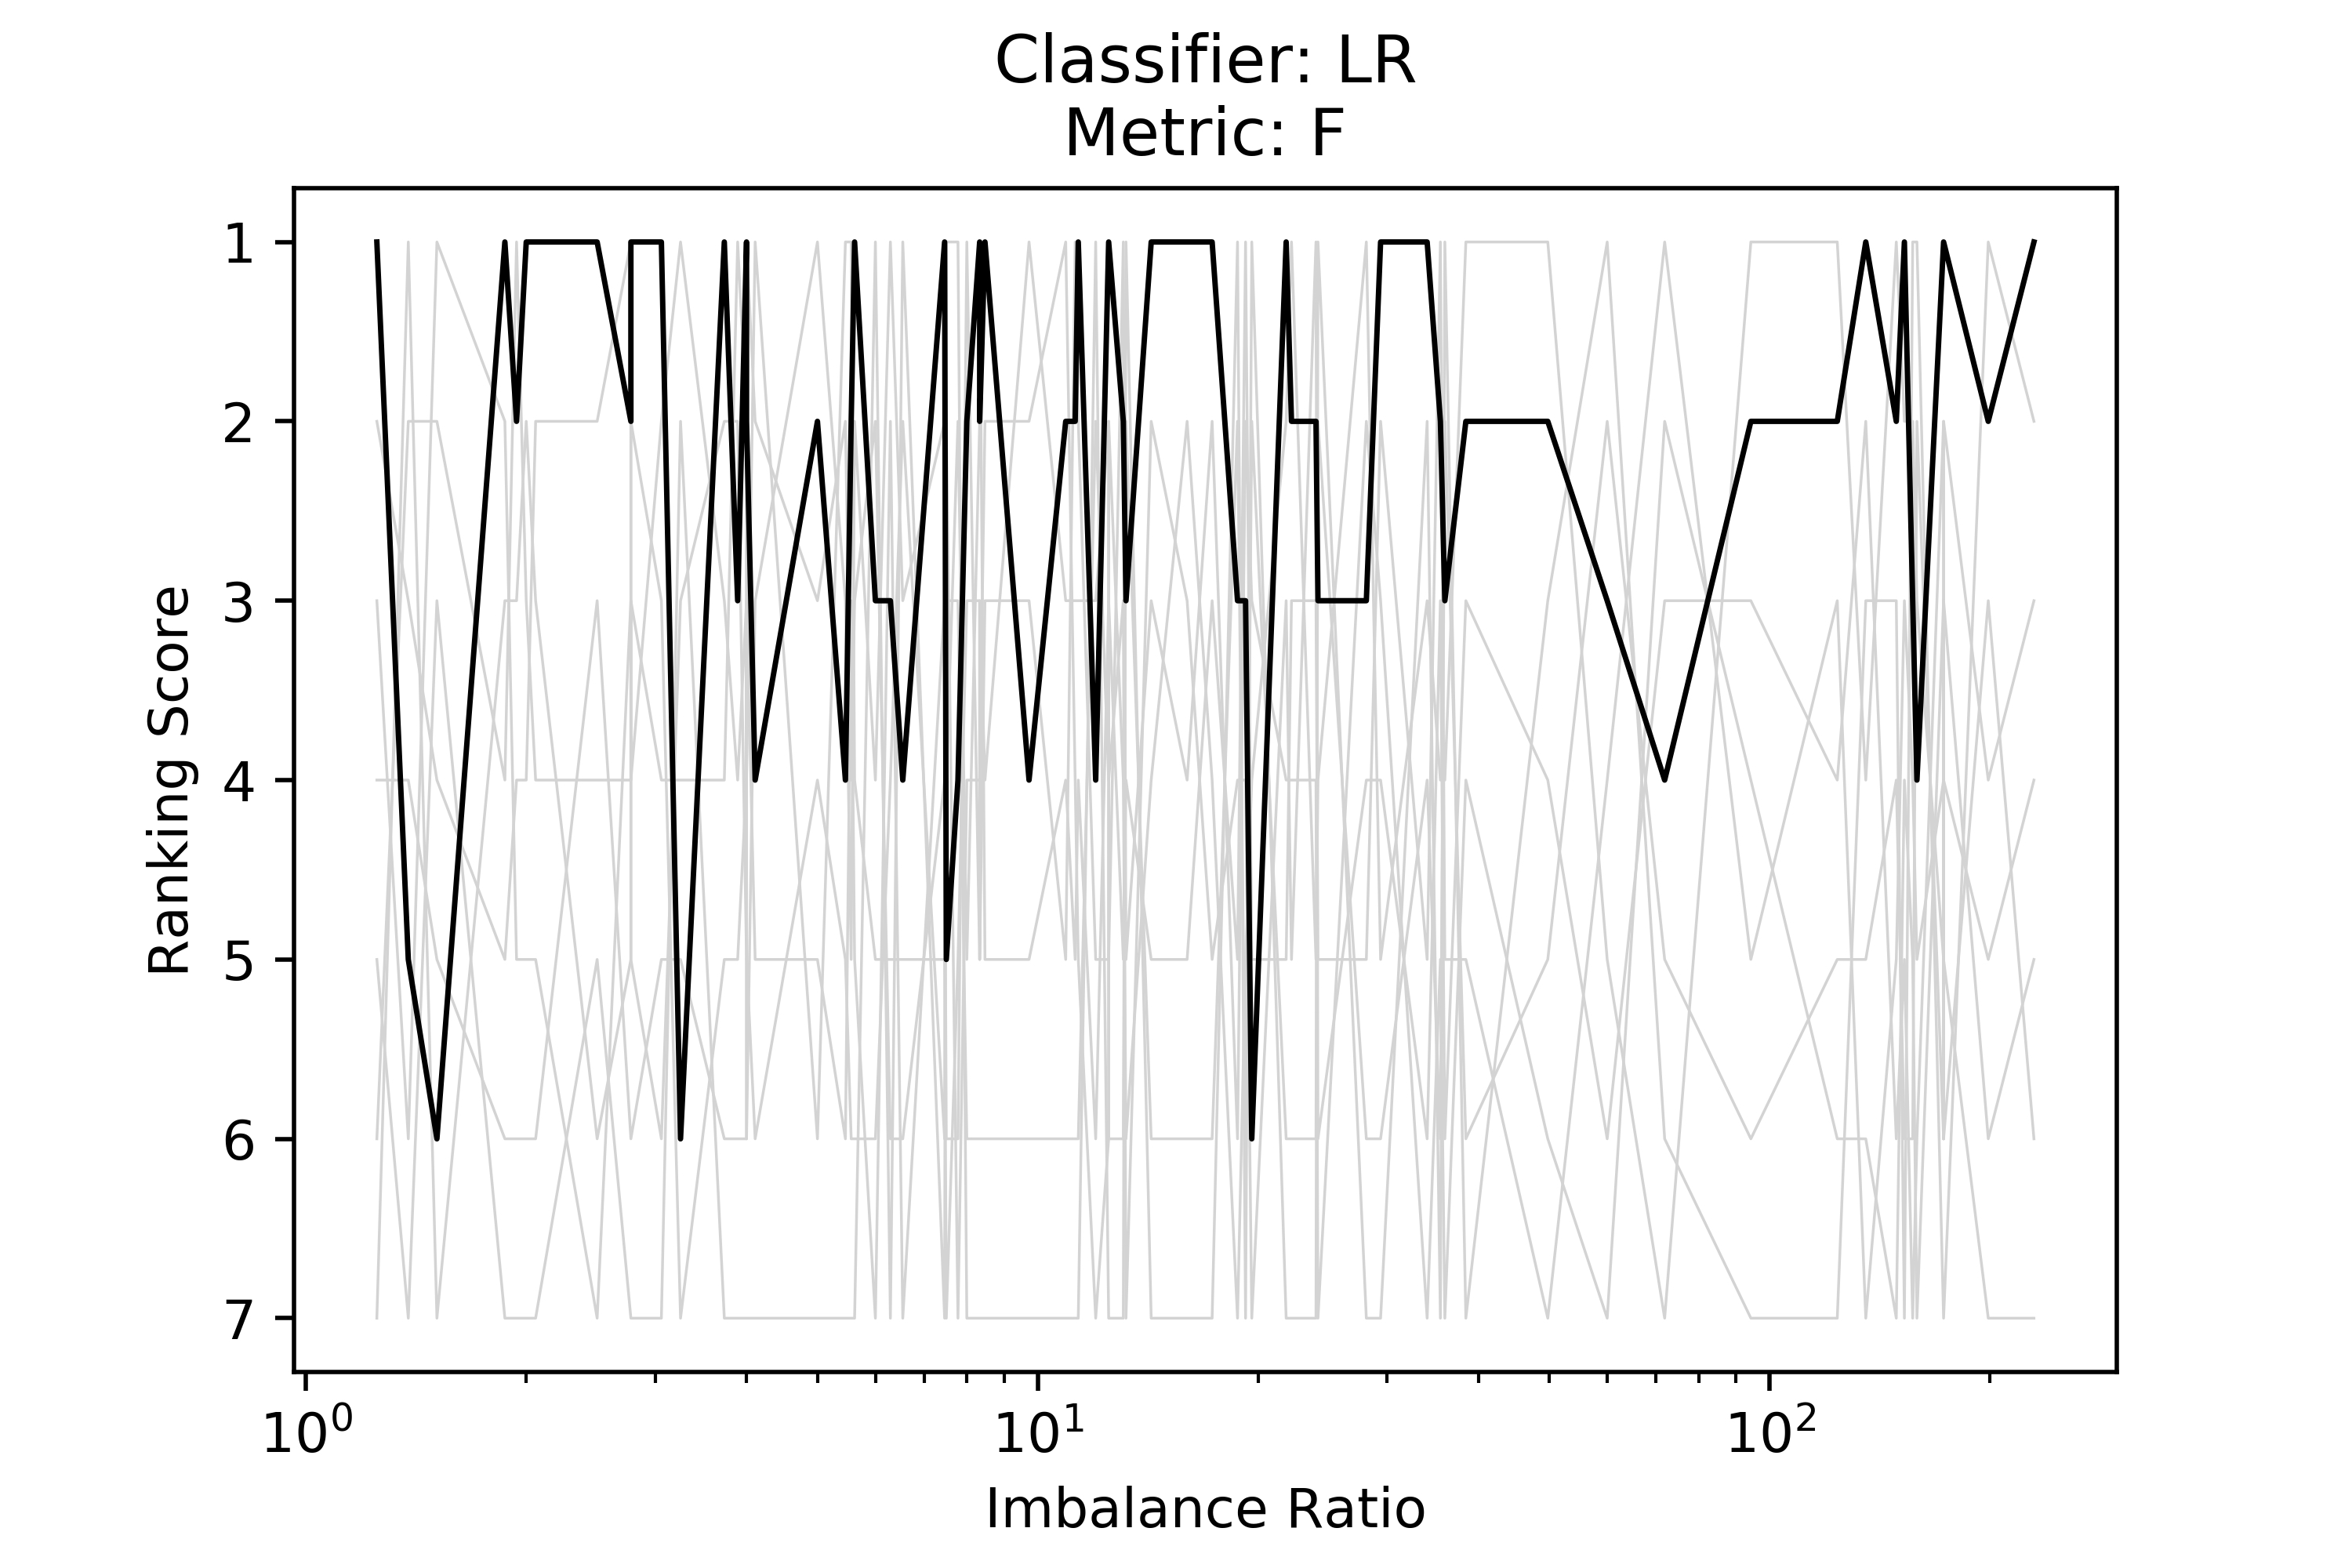 Classifier: LR
Metric: F
Ranking Score
1
2
3
4
5
6
7
10⁰
10¹
10²
Imbalance Ratio